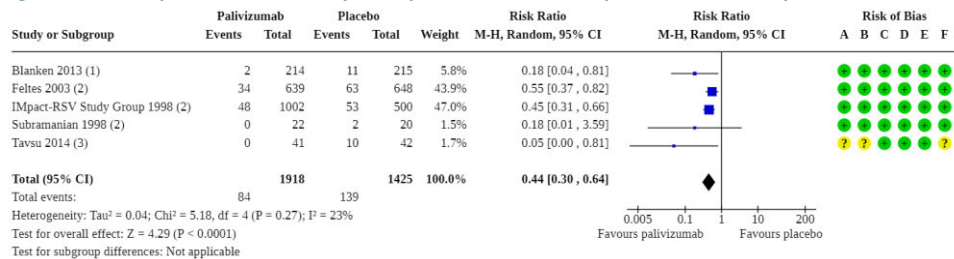 Palivizumab Placebo Risk Ratio Risk Ratio Risk of Bias
Study or Subgroup Events Total Events Total Weight M-H, Random, 95% CI M-H, Random, 95% CI A B C D E F
Blanken 2013 (1) 2 214 11 215 5.8% 0.18 [0.04 , 0.81] + + + + + +
Feltes 2003 (2) 34 639 63 648 43.9% 0.55 [0.37 , 0.82] + + + + + +
IMpact-RSV Study Group 1998 (2) 48 1002 53 500 47.0% 0.45 [0.31 , 0.66] + + + + + +
Subramanian 1998 (2) 0 22 2 20 1.5% 0.18 [0.01 , 3.59] + + + + + +
Tavsu 2014 (3) 0 41 10 42 1.7% 0.05 [0.00 , 0.81] ? ? + + + ?
Total (95% CI) 1918 1425 100.0% 0.44 [0.30 , 0.64]
Total events: 84 139
Heterogeneity: Tau² = 0.04; Chi² = 5.18, df = 4 (P = 0.27); I² = 23% 0.005 0.1 1 10 200
Test for overall effect: Z = 4.29 (P < 0.0001) Favours palivizumab Favours placebo
Test for subgroup differences: Not applicable